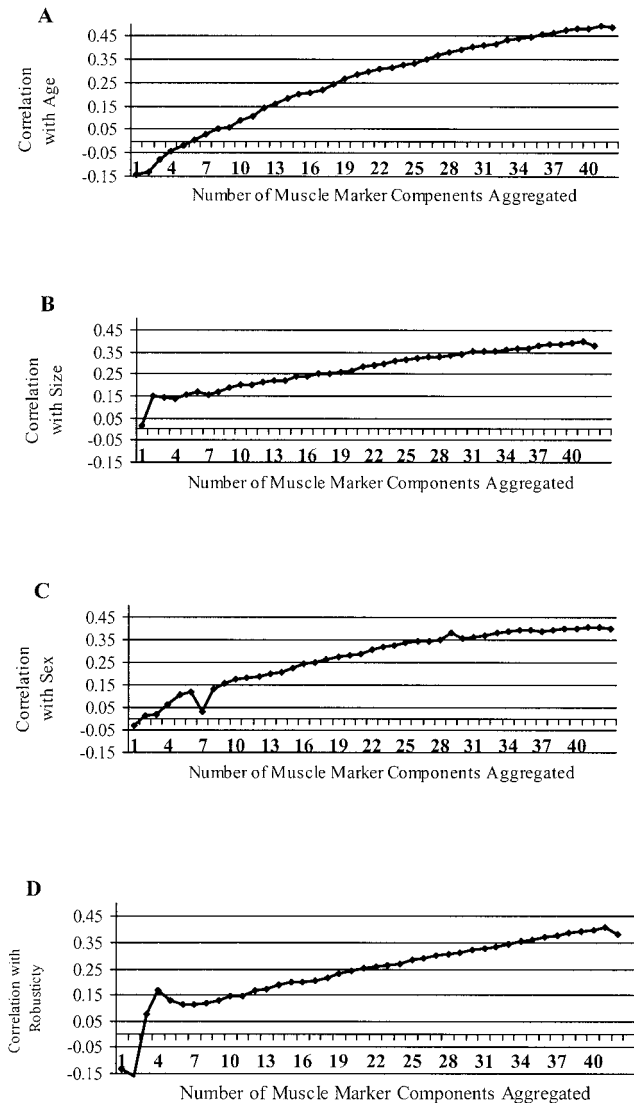 A
0.45
0.35
0.25
0.15
0.05
-0.05
-0.15
Correlation
with Age
1 4 7 10 13 16 19 22 25 28 31 34 37 40
Number of Muscle Marker Compenents Aggregated
B
0.45
0.35
0.25
0.15
0.05
-0.05
-0.15
Correlation
with Size
1 4 7 10 13 16 19 22 25 28 31 34 37 40
Number of Muscle Marker Components Aggregated
C
0.45
0.35
0.25
0.15
0.05
-0.05
-0.15
Correlation
with Sex
1 4 7 10 13 16 19 22 25 28 31 34 37 40
Number of Muscle Marker Components Aggregated
D
0.45
0.35
0.25
0.15
0.05
-0.05
-0.15
Correlation with
Robusticty
1 4 7 10 13 16 19 22 25 28 31 34 37 40
Number of Muscle Marker Components Aggregated